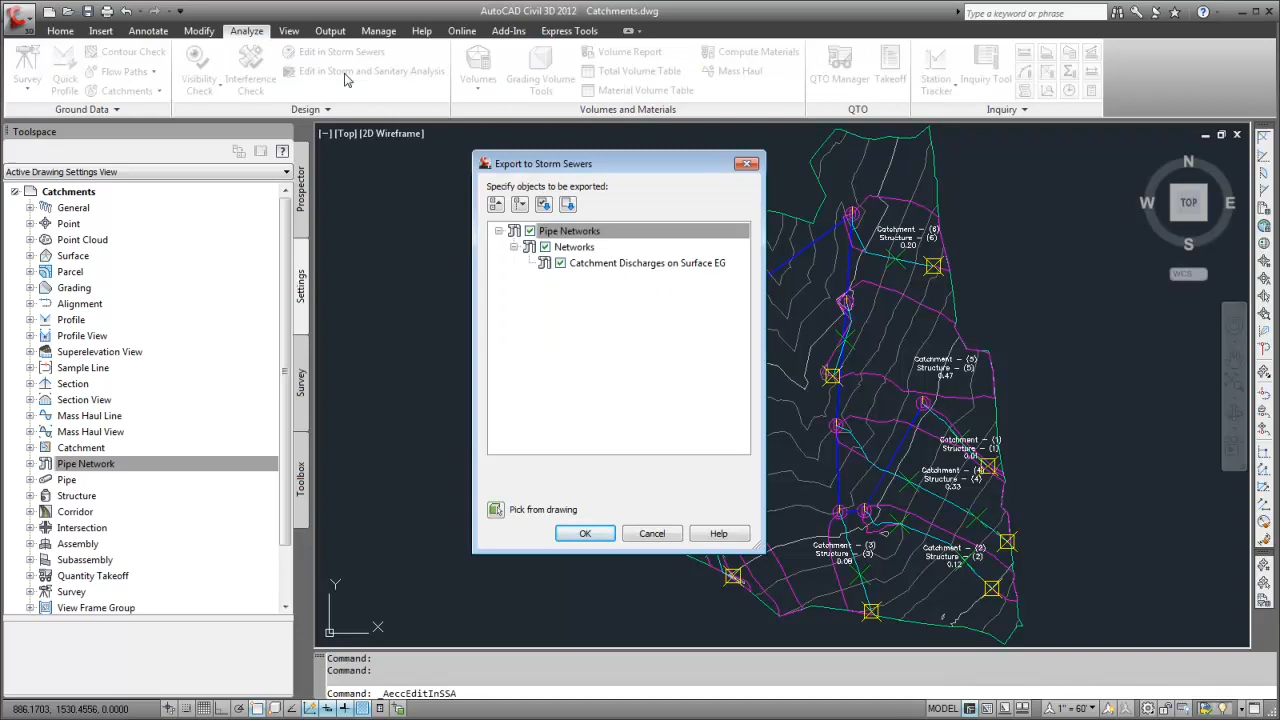 AutoCAD Civil 3D 2012 Catchments.dwg
Type a keyword or phrase
Home Insert Annotate Modify Analyze View Output Manage Help Online Add-Ins Express Tools
Survey
Quick Profile
Contour Check
Flow Paths
Catchments
Ground Data
Visibility Check
Interference Check
Edit in Storm Sewers
Edit in Storm and Sanitary Analysis
Design
Volumes
Grading Volume Tools
Volume Report
Total Volume Table
Material Volume Table
Compute Materials
Mass Haul
Volumes and Materials
QTO Manager
Takeoff
QTO
Station Tracker
Inquiry Tool
Inquiry
Toolspace
Active Drawing Settings View
Catchments
General
Point
Point Cloud
Surface
Parcel
Grading
Alignment
Profile
Profile View
Superelevation View
Sample Line
Section
Section View
Mass Haul Line
Mass Haul View
Catchment
Pipe Network
Pipe
Structure
Corridor
Intersection
Assembly
Subassembly
Quantity Takeoff
Survey
View Frame Group
Prospector
Settings
Survey
Toolbox
[−] [Top] [2D Wireframe]
Export to Storm Sewers
Specify objects to be exported:
Pipe Networks
Networks
Catchment Discharges on Surface EG
Pick from drawing
OK
Cancel
Help
N
W
TOP
E
S
WCS
Catchment - (6)
Structure - (6)
0.20
Catchment - (5)
Structure - (5)
0.47
Catchment - (1)
Structure - (1)
0.01
Catchment - (4)
Structure - (4)
0.33
Catchment - (3)
Structure - (3)
0.09
Catchment - (2)
Structure - (2)
0.12
Y
X
Command:
Command:
Command: _AeccEditInSSA
886.1703, 1530.4556, 0.0000
MODEL
1" = 60'